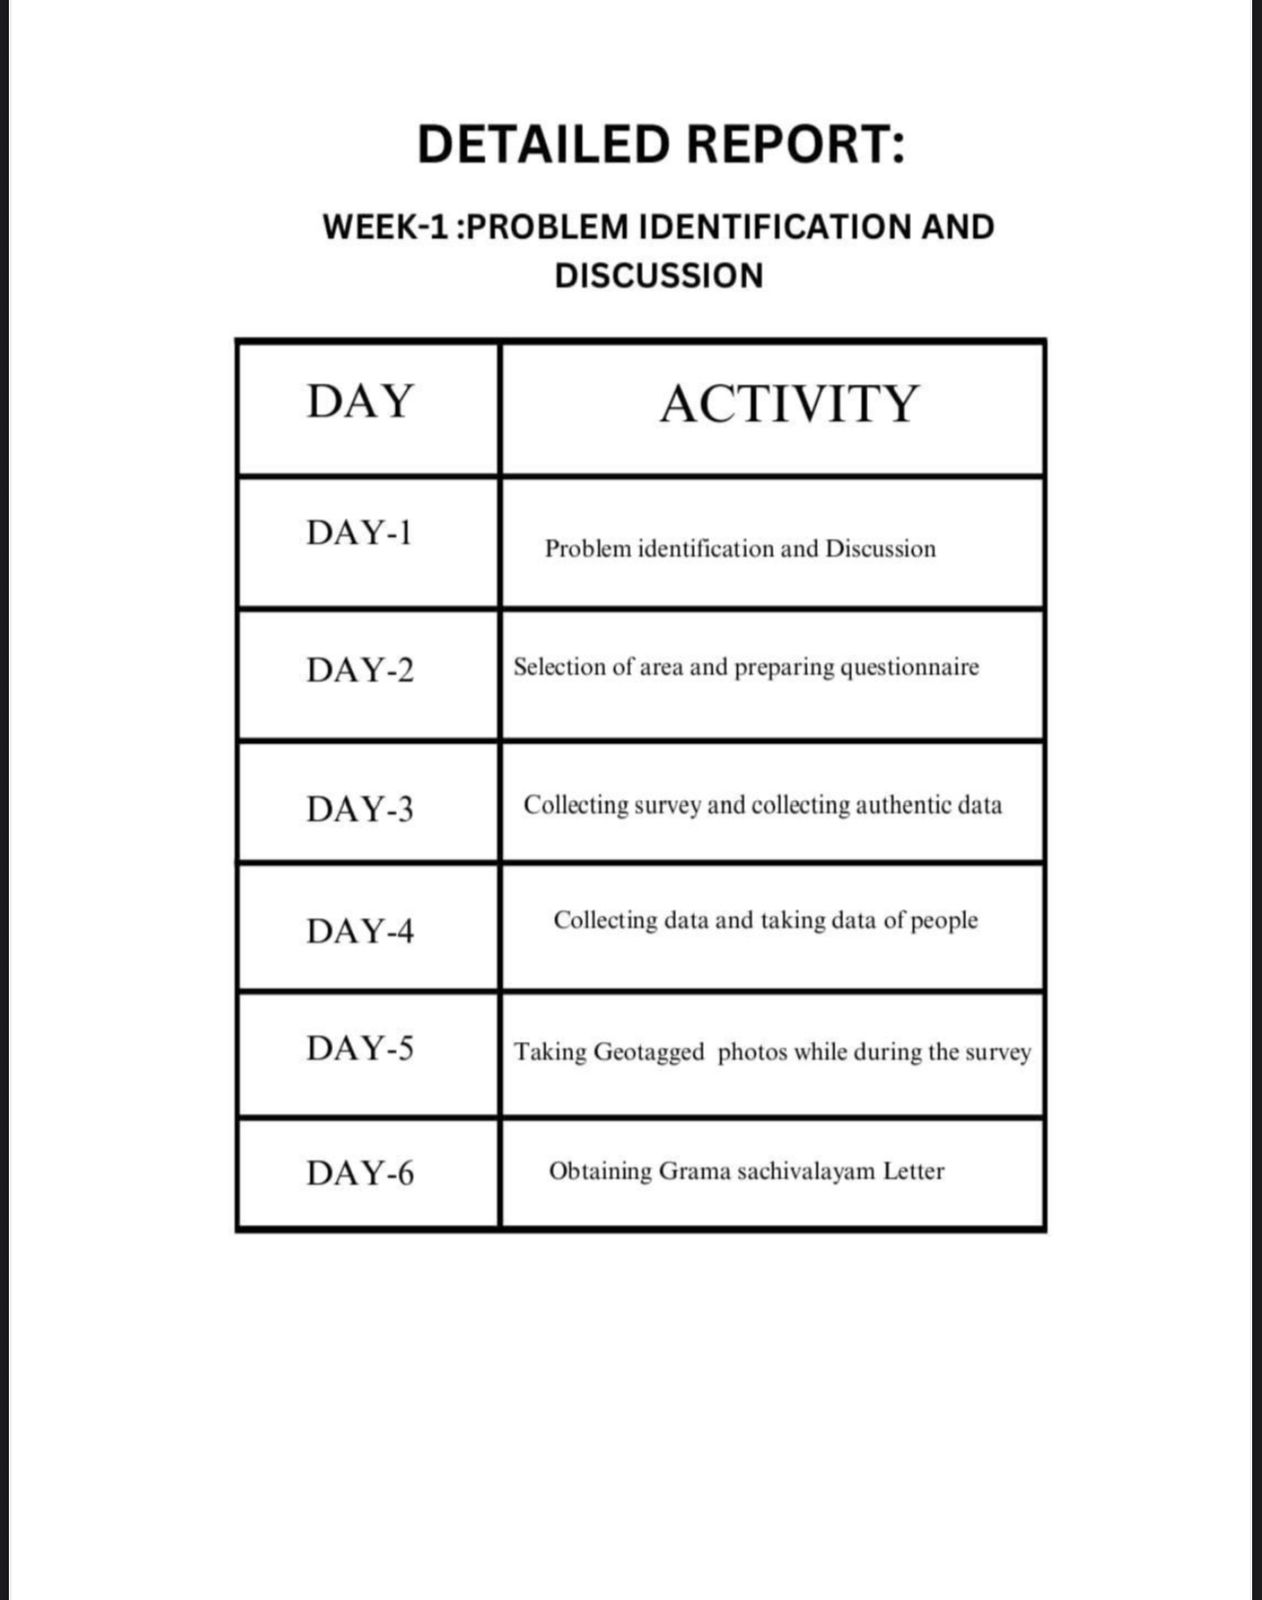 DETAILED REPORT:
WEEK-1 :PROBLEM IDENTIFICATION AND
DISCUSSION
DAY ACTIVITY
DAY-1 Problem identification and Discussion
DAY-2 Selection of area and preparing questionnaire
DAY-3 Collecting survey and collecting authentic data
DAY-4 Collecting data and taking data of people
DAY-5 Taking Geotagged photos while during the survey
DAY-6 Obtaining Grama sachivalayam Letter